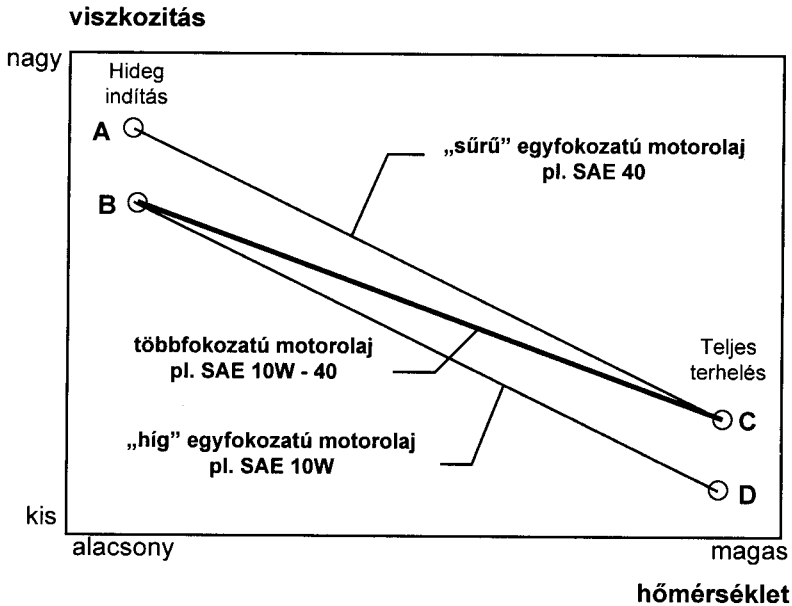 viszkozitás
nagy
Hideg
indítás
A
„sűrű” egyfokozatú motorolaj
pl. SAE 40
B
többfokozatú motorolaj
pl. SAE 10W - 40
Teljes
terhelés
C
„híg” egyfokozatú motorolaj
pl. SAE 10W
D
kis
alacsony
magas
hőmérséklet